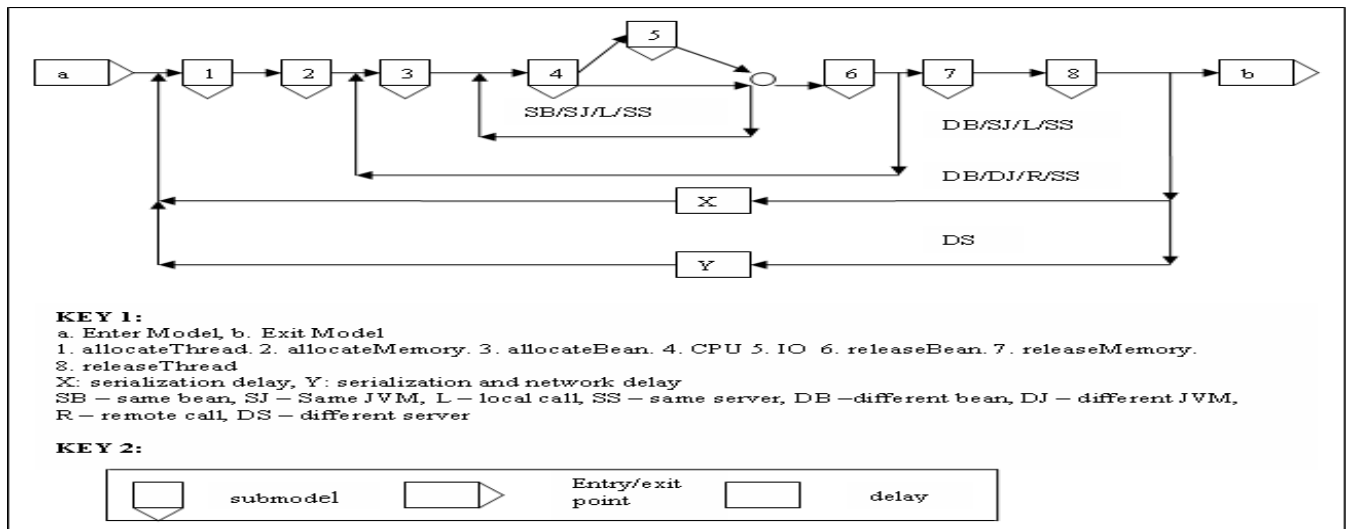 5
a
1
2
3
4
6
7
8
b
SB/SJ/L/SS
DB/SJ/L/SS
DB/DJ/R/SS
X
DS
Y
KEY 1:
a. Enter Model, b. Exit Model
1. allocateThread. 2. allocateMemory. 3. allocateBean. 4. CPU 5. IO 6. releaseBean. 7. releaseMemory.
8. releaseThread
X: serialization delay, Y: serialization and network delay
SB – same bean, SJ – Same JVM, L – local call, SS – same server, DB –different bean, DJ – different JVM,
R – remote call, DS – different server
KEY 2:
submodel
Entry/exit
point
delay